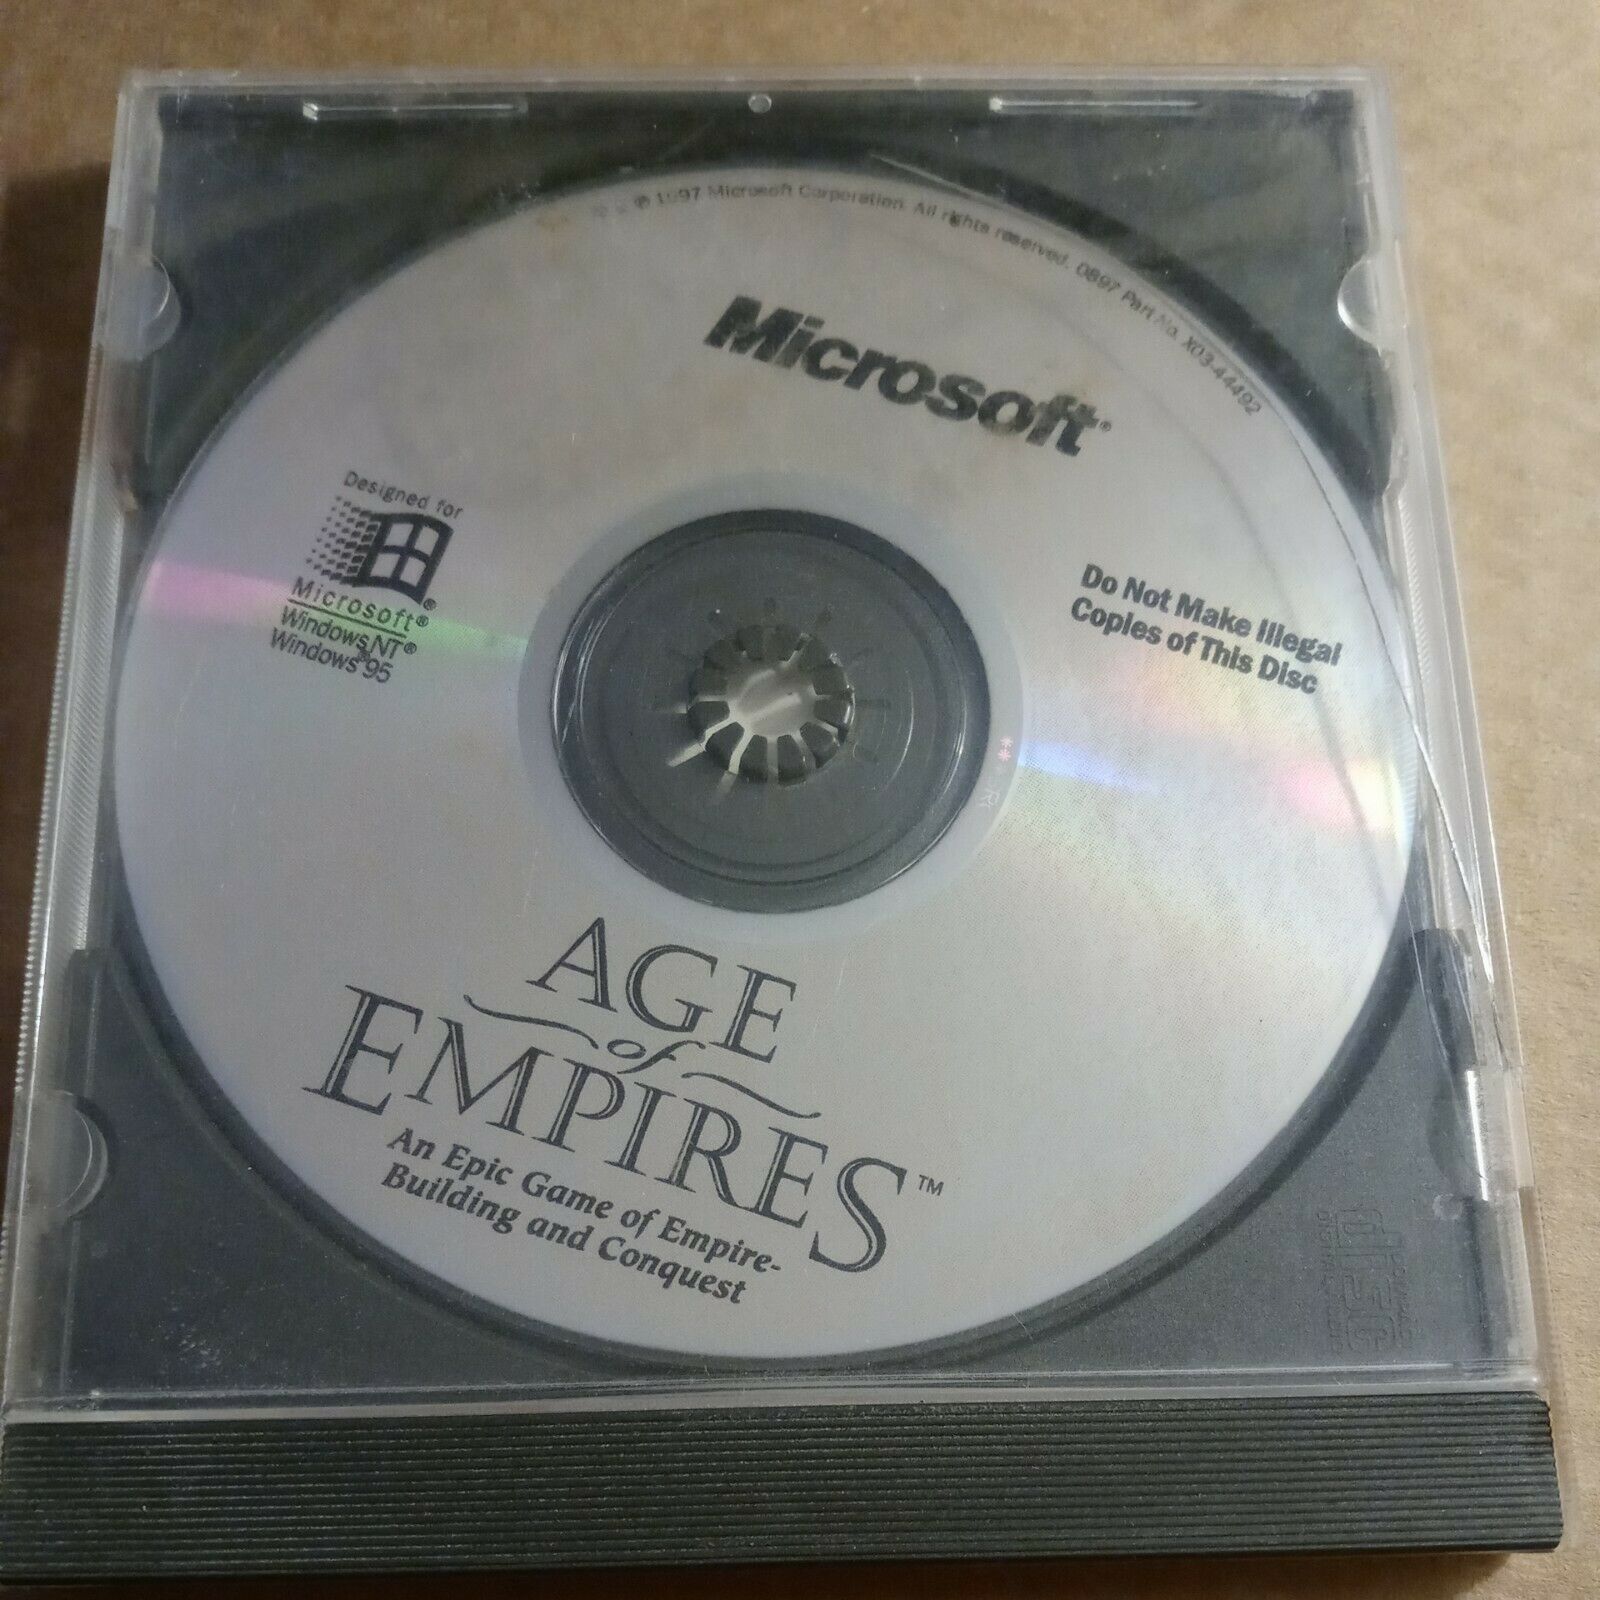 ℗ 1997 Microsoft Corporation. All rights reserved. 0897 Part No. X03-44492
Microsoft®
Designed for
Microsoft®
Windows NT®
Windows®95
Do Not Make Illegal
Copies of This Disc
AGE
of
EMPIRES™
An Epic Game of Empire-
Building and Conquest